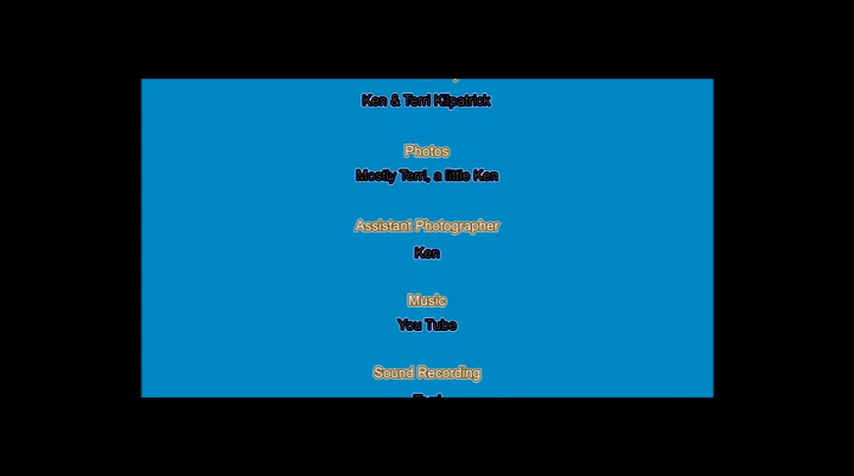 Ken & Terri Kilpatrick
Photos
Mostly Terri, a little Ken
Assistant Photographer
Ken
Music
You Tube
Sound Recording